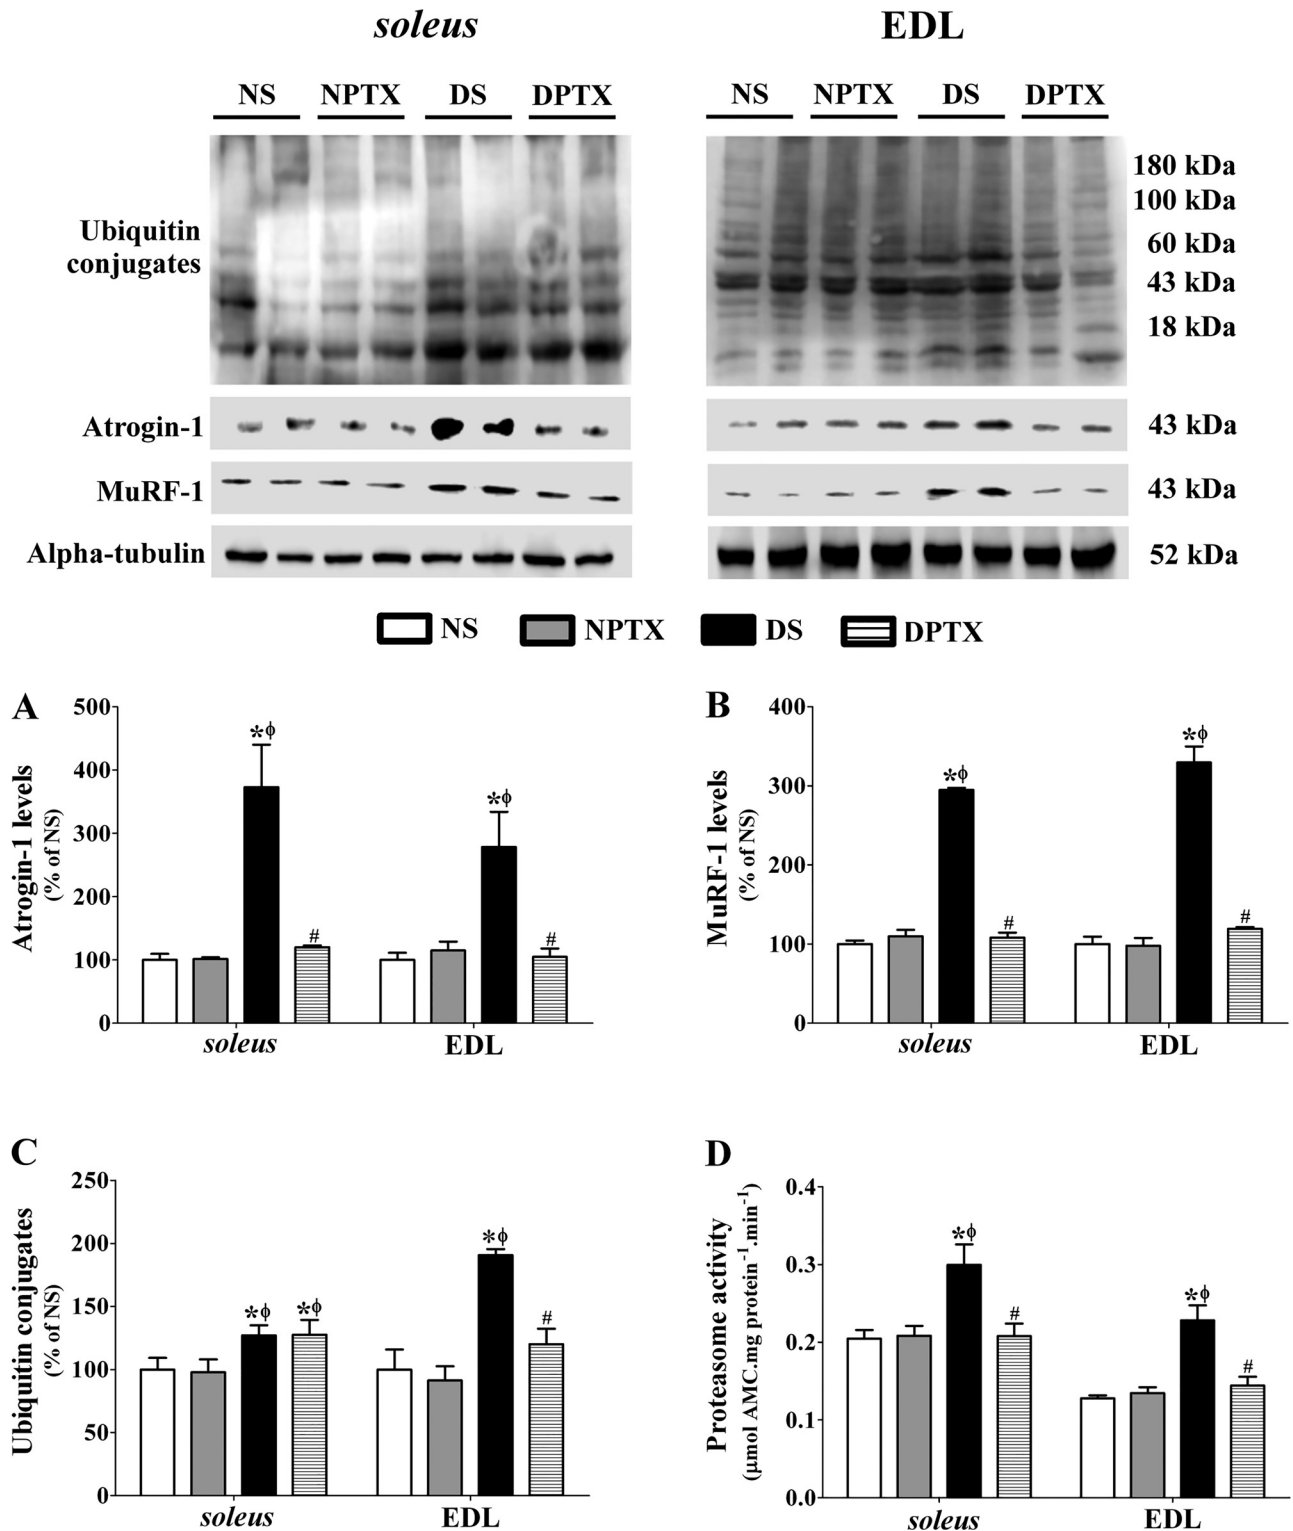 soleus EDL
NS NPTX DS DPTX NS NPTX DS DPTX
Ubiquitin
conjugates
180 kDa
100 kDa
60 kDa
43 kDa
18 kDa
Atrogin-1 43 kDa
MuRF-1 43 kDa
Alpha-tubulin 52 kDa
NS NPTX DS DPTX
A
Atrogin-1 levels
(% of NS)
500
400
300
200
100
0
*ϕ
#
*ϕ
#
soleus EDL
B
MuRF-1 levels
(% of NS)
400
300
200
100
0
*ϕ
#
*ϕ
#
soleus EDL
C
Ubiquitin conjugates
(% of NS)
250
200
150
100
50
0
*ϕ
*ϕ
*ϕ
#
soleus EDL
D
Proteasome activity
(µmol AMC.mg protein⁻¹.min⁻¹)
0.4
0.3
0.2
0.1
0.0
*ϕ
#
*ϕ
#
soleus EDL